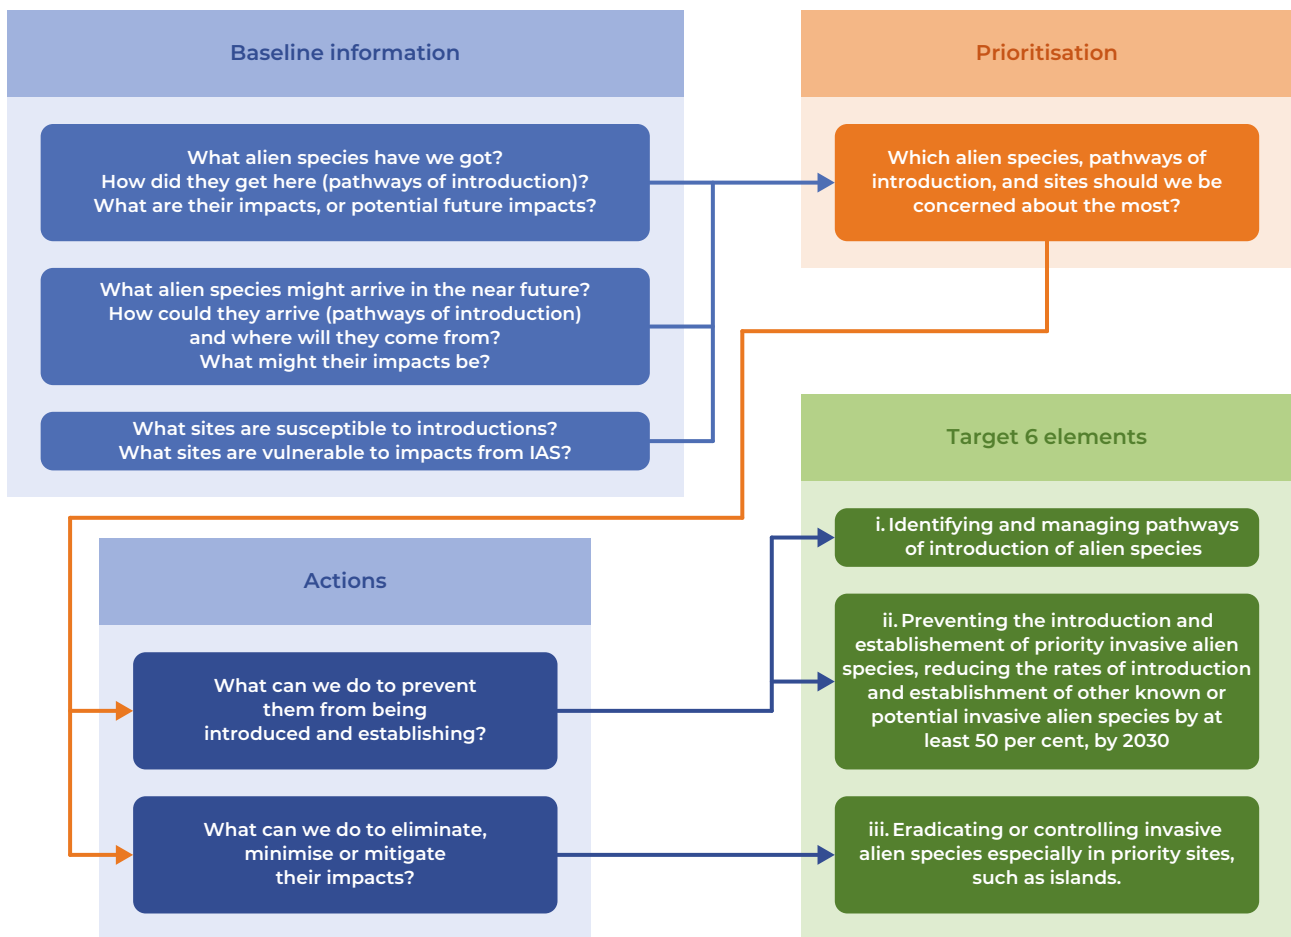 Baseline information
What alien species have we got?
How did they get here (pathways of introduction)?
What are their impacts, or potential future impacts?
What alien species might arrive in the near future?
How could they arrive (pathways of introduction)
and where will they come from?
What might their impacts be?
What sites are susceptible to introductions?
What sites are vulnerable to impacts from IAS?
Prioritisation
Which alien species, pathways of
introduction, and sites should we be
concerned about the most?
Actions
What can we do to prevent
them from being
introduced and establishing?
What can we do to eliminate,
minimise or mitigate
their impacts?
Target 6 elements
i. Identifying and managing pathways
of introduction of alien species
ii. Preventing the introduction and
establishement of priority invasive alien
species, reducing the rates of introduction
and establishment of other known or
potential invasive alien species by at
least 50 per cent, by 2030
iii. Eradicating or controlling invasive
alien species especially in priority sites,
such as islands.